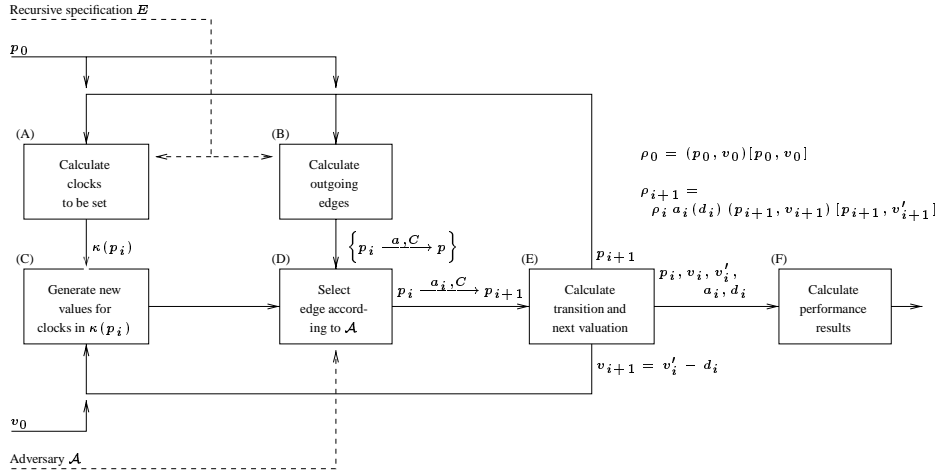 Recursive specification E
p₀
(A)
Calculate
clocks
to be set
(B)
Calculate
outgoing
edges
ρ₀ = (p₀, v₀)[p₀, v₀]
ρᵢ₊₁ =
ρᵢ aᵢ(dᵢ) (pᵢ₊₁, vᵢ₊₁) [pᵢ₊₁, v′ᵢ₊₁]
κ(pᵢ)
{pᵢ —a,C→ p}
(C)
Generate new
values for
clocks in κ(pᵢ)
(D)
Select
edge accord-
ing to 𝒜
pᵢ —aᵢ,C→ pᵢ₊₁
(E)
Calculate
transition and
next valuation
pᵢ₊₁
pᵢ, vᵢ, v′ᵢ,
aᵢ, dᵢ
(F)
Calculate
performance
results
vᵢ₊₁ = v′ᵢ − dᵢ
v₀
Adversary 𝒜